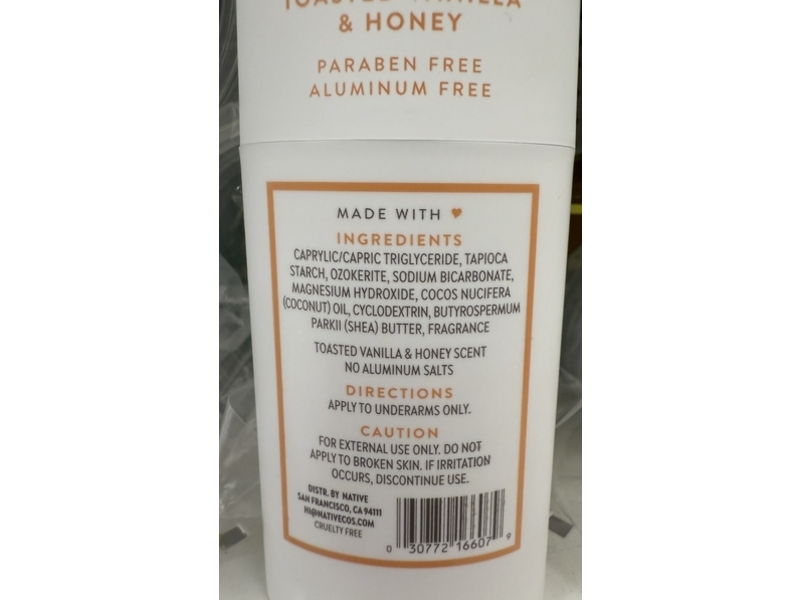 TOASTED VANILLA
& HONEY
PARABEN FREE
ALUMINUM FREE
MADE WITH
INGREDIENTS
CAPRYLIC/CAPRIC TRIGLYCERIDE, TAPIOCA
STARCH, OZOKERITE, SODIUM BICARBONATE,
MAGNESIUM HYDROXIDE, COCOS NUCIFERA
(COCONUT) OIL, CYCLODEXTRIN, BUTYROSPERMUM
PARKII (SHEA) BUTTER, FRAGRANCE
TOASTED VANILLA & HONEY SCENT
NO ALUMINUM SALTS
DIRECTIONS
APPLY TO UNDERARMS ONLY.
CAUTION
FOR EXTERNAL USE ONLY. DO NOT
APPLY TO BROKEN SKIN. IF IRRITATION
OCCURS, DISCONTINUE USE.
DISTR. BY NATIVE
SAN FRANCISCO, CA 94111
HI@NATIVECOS.COM
CRUELTY FREE
0 30772 16607 9